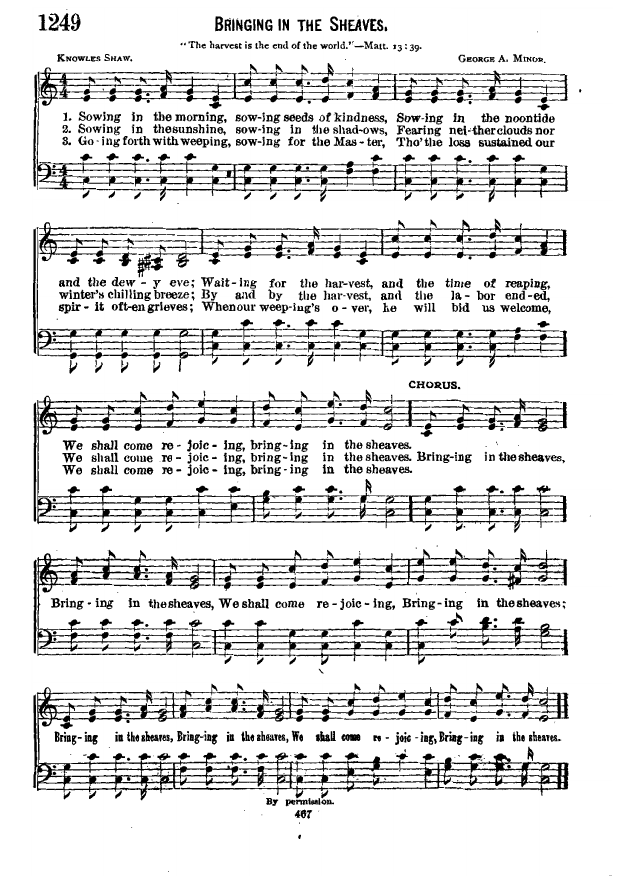 1249
BRINGING IN THE SHEAVES.
"The harvest is the end of the world."—Matt. 13:39.
KNOWLES SHAW. GEORGE A. MINOR.
1. Sowing in the morning, sow-ing seeds of kindness, Sow-ing in the noontide
2. Sowing in the sunshine, sow-ing in the shad-ows, Fearing nei-ther clouds nor
3. Go-ing forth with weeping, sow-ing for the Mas-ter, Tho' the loss sustained our
and the dew-y eve; Wait-ing for the har-vest, and the time of reaping,
winter's chilling breeze; By and by the har-vest, and the la-bor end-ed,
spir-it oft-en grieves; When our weep-ing's o-ver, he will bid us welcome,
CHORUS.
We shall come re-joic-ing, bring-ing in the sheaves.
We shall come re-joic-ing, bring-ing in the sheaves. Bring-ing in the sheaves,
We shall come re-joic-ing, bring-ing in the sheaves.
Bring-ing in the sheaves, We shall come re-joic-ing, Bring-ing in the sheaves;
Bring-ing in the sheaves, Bring-ing in the sheaves, We shall come re-joic-ing, Bring-ing in the sheaves.
By permission.
467